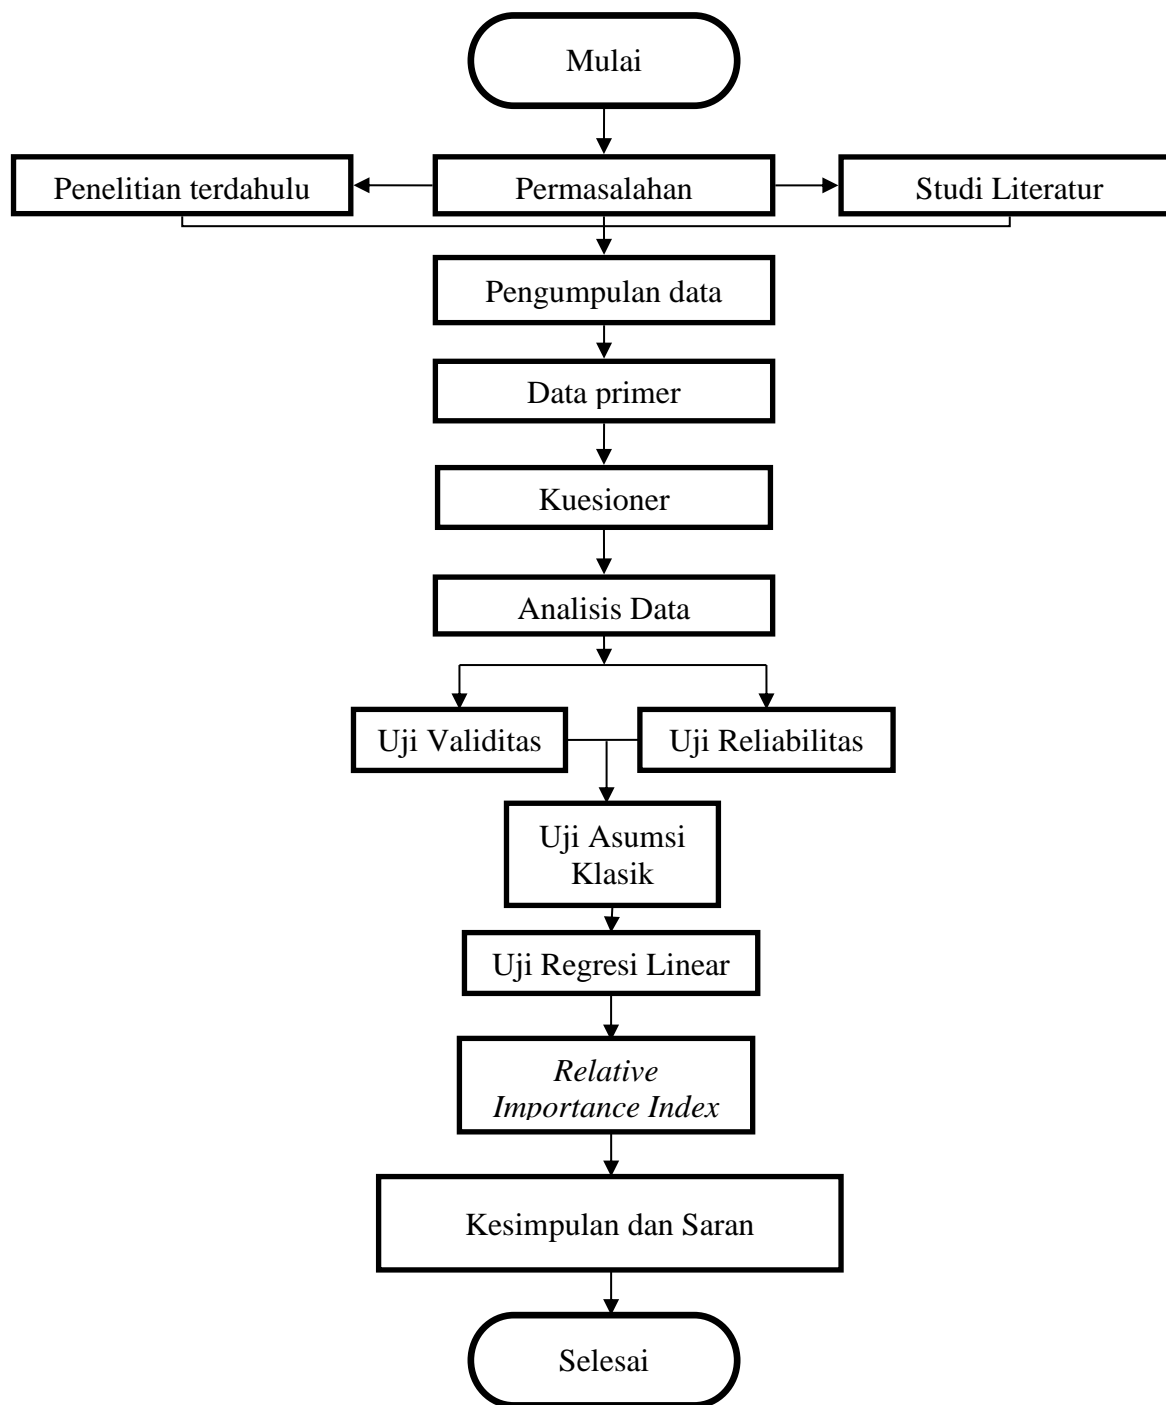 Mulai
Penelitian terdahulu
Permasalahan
Studi Literatur
Pengumpulan data
Data primer
Kuesioner
Analisis Data
Uji Validitas
Uji Reliabilitas
Uji Asumsi
Klasik
Uji Regresi Linear
Relative
Importance Index
Kesimpulan dan Saran
Selesai